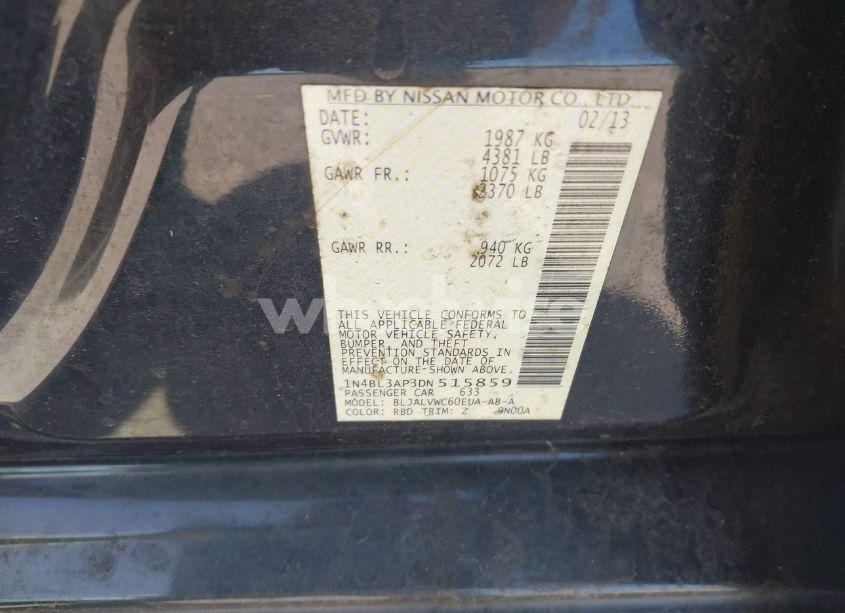 MFD BY NISSAN MOTOR CO., LTD.
DATE: 02/13
GVWR: 1987 KG
4381 LB
GAWR FR.: 1075 KG
2370 LB
GAWR RR.: 940 KG
2072 LB
THIS VEHICLE CONFORMS TO
ALL APPLICABLE FEDERAL
MOTOR VEHICLE SAFETY,
BUMPER, AND THEFT
PREVENTION STANDARDS IN
EFFECT ON THE DATE OF
MANUFACTURE SHOWN ABOVE.
1N4BL3AP3DN515859
PASSENGER CAR 633
MODEL: BLJALVWC60EUA-AB-A
COLOR: RBD TRIM: Z 9N00A